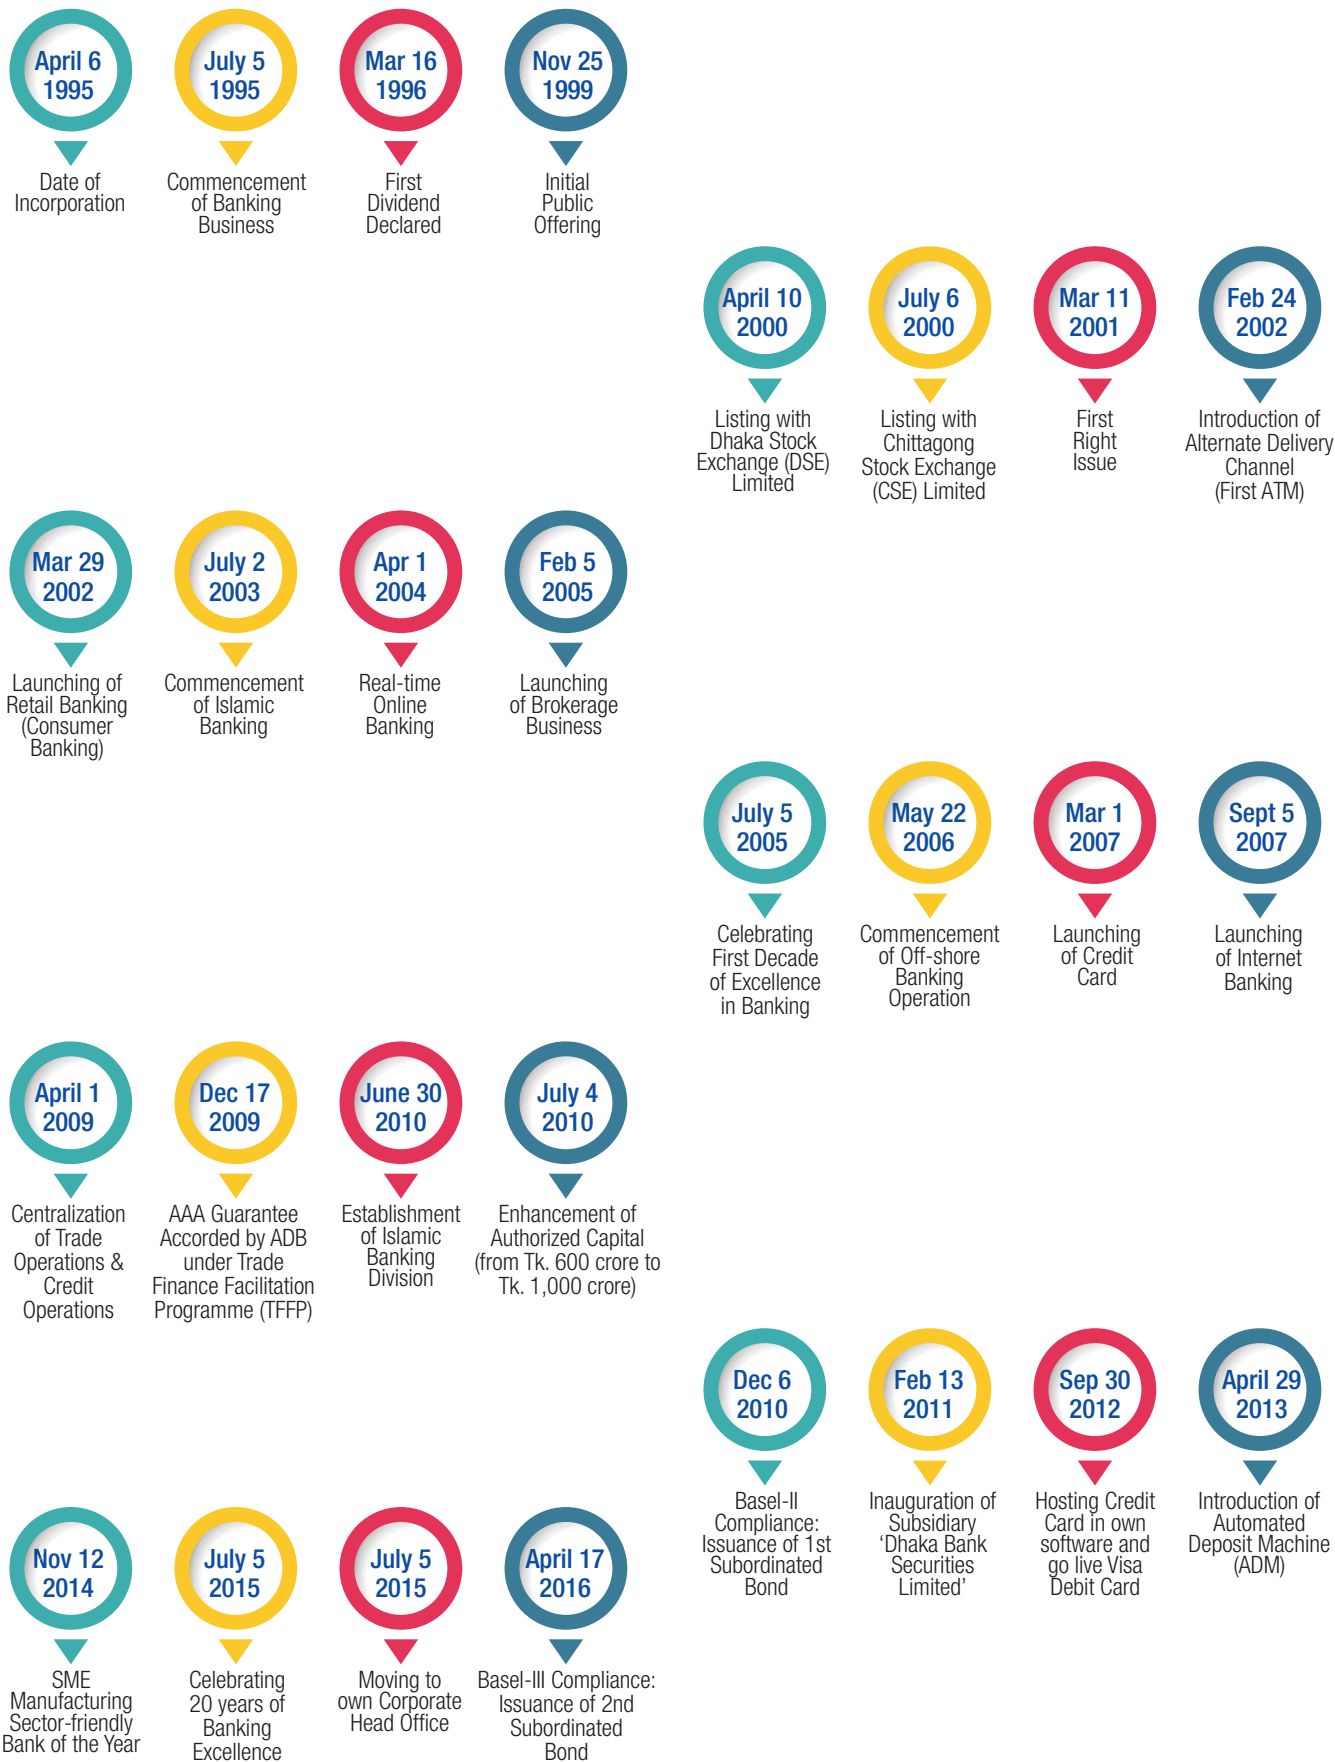 April 6
1995
Date of
Incorporation
July 5
1995
Commencement
of Banking
Business
Mar 16
1996
First
Dividend
Declared
Nov 25
1999
Initial
Public
Offering
April 10
2000
Listing with
Dhaka Stock
Exchange (DSE)
Limited
July 6
2000
Listing with
Chittagong
Stock Exchange
(CSE) Limited
Mar 11
2001
First
Right
Issue
Feb 24
2002
Introduction of
Alternate Delivery
Channel
(First ATM)
Mar 29
2002
Launching of
Retail Banking
(Consumer
Banking)
July 2
2003
Commencement
of Islamic
Banking
Apr 1
2004
Real-time
Online
Banking
Feb 5
2005
Launching
of Brokerage
Business
July 5
2005
Celebrating
First Decade
of Excellence
in Banking
May 22
2006
Commencement
of Off-shore
Banking
Operation
Mar 1
2007
Launching
of Credit
Card
Sept 5
2007
Launching
of Internet
Banking
April 1
2009
Centralization
of Trade
Operations &
Credit
Operations
Dec 17
2009
AAA Guarantee
Accorded by ADB
under Trade
Finance Facilitation
Programme (TFFP)
June 30
2010
Establishment
of Islamic
Banking
Division
July 4
2010
Enhancement of
Authorized Capital
(from Tk. 600 crore to
Tk. 1,000 crore)
Dec 6
2010
Basel-II
Compliance:
Issuance of 1st
Subordinated
Bond
Feb 13
2011
Inauguration of
Subsidiary
‘Dhaka Bank
Securities
Limited’
Sep 30
2012
Hosting Credit
Card in own
software and
go live Visa
Debit Card
April 29
2013
Introduction of
Automated
Deposit Machine
(ADM)
Nov 12
2014
SME
Manufacturing
Sector-friendly
Bank of the Year
July 5
2015
Celebrating
20 years of
Banking
Excellence
July 5
2015
Moving to
own Corporate
Head Office
April 17
2016
Basel-III Compliance:
Issuance of 2nd
Subordinated
Bond